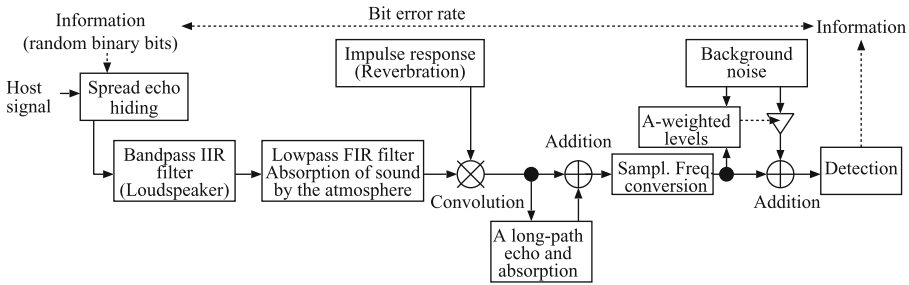 Information
(random binary bits)
Bit error rate
Information
Host
signal
Spread echo
hiding
Impulse response
(Reverbration)
Background
noise
A-weighted
levels
Bandpass IIR
filter
(Loudspeaker)
Lowpass FIR filter
Absorption of sound
by the atmosphere
Convolution
Addition
Sampl. Freq.
conversion
Addition
Detection
A long-path
echo and
absorption